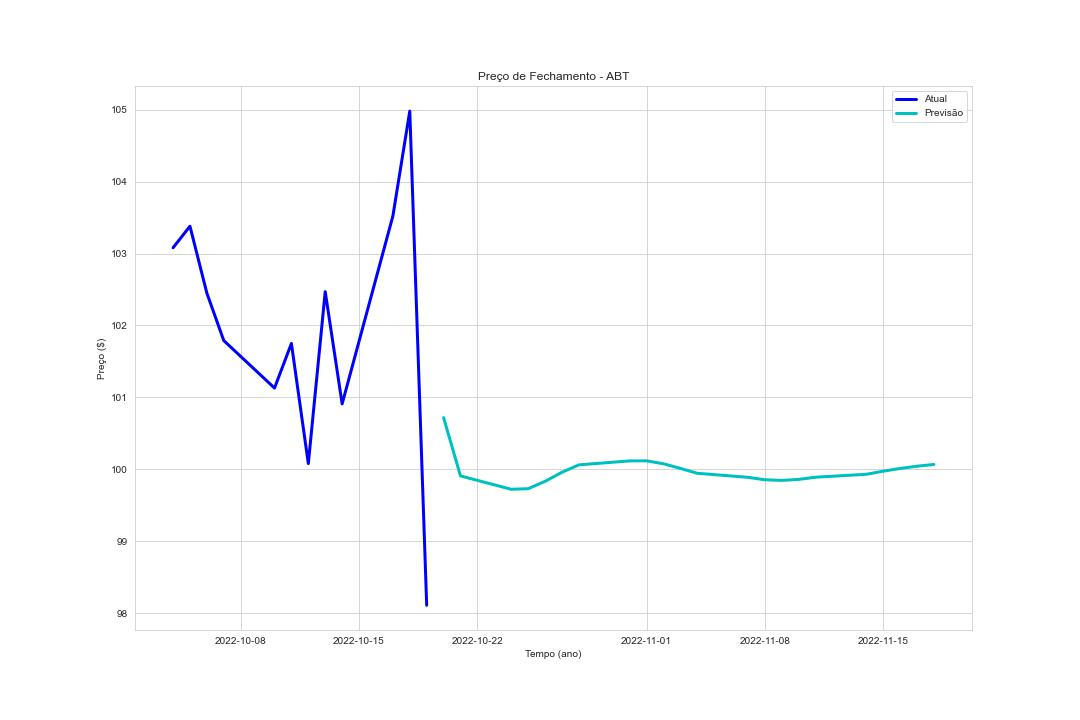 Preço de Fechamento - ABT
Atual
Previsão
105
104
103
102
101
100
99
98
Preço ($)
2022-10-08
2022-10-15
2022-10-22
2022-11-01
2022-11-08
2022-11-15
Tempo (ano)